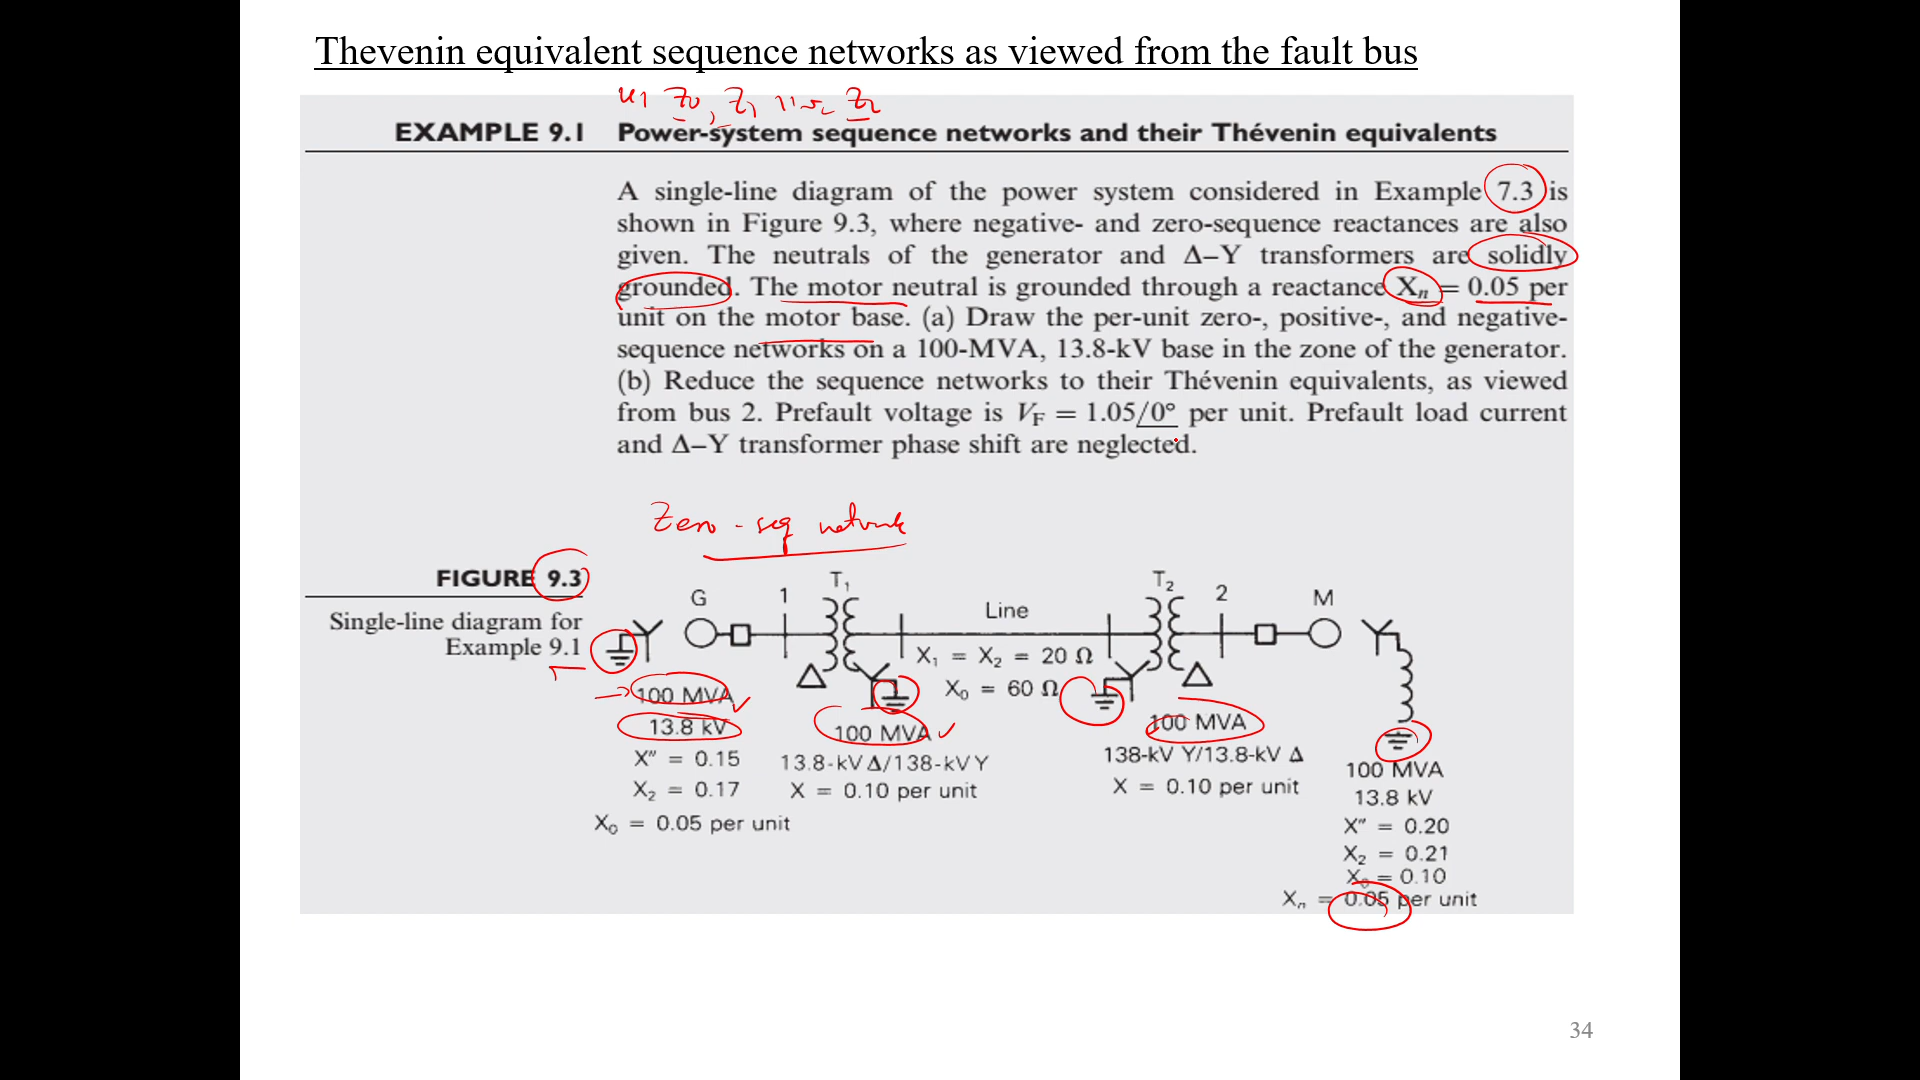 Thevenin equivalent sequence networks as viewed from the fault bus
Z0, Z1 Z2
EXAMPLE 9.1 Power-system sequence networks and their Thévenin equivalents
A single-line diagram of the power system considered in Example 7.3 is
shown in Figure 9.3, where negative- and zero-sequence reactances are also
given. The neutrals of the generator and Δ–Y transformers are solidly
grounded. The motor neutral is grounded through a reactance Xn = 0.05 per
unit on the motor base. (a) Draw the per-unit zero-, positive-, and negative-
sequence networks on a 100-MVA, 13.8-kV base in the zone of the generator.
(b) Reduce the sequence networks to their Thévenin equivalents, as viewed
from bus 2. Prefault voltage is VF = 1.05/0° per unit. Prefault load current
and Δ–Y transformer phase shift are neglected.
Zero - seq network
FIGURE 9.3
Single-line diagram for
Example 9.1
G
1
T1
Line
T2
2
M
X1 = X2 = 20 Ω
X0 = 60 Ω
100 MVA
13.8 kV
X″ = 0.15
X2 = 0.17
X0 = 0.05 per unit
100 MVA
13.8-kV Δ/138-kV Y
X = 0.10 per unit
100 MVA
138-kV Y/13.8-kV Δ
X = 0.10 per unit
100 MVA
13.8 kV
X″ = 0.20
X2 = 0.21
X0 = 0.10
Xn = 0.05 per unit
34